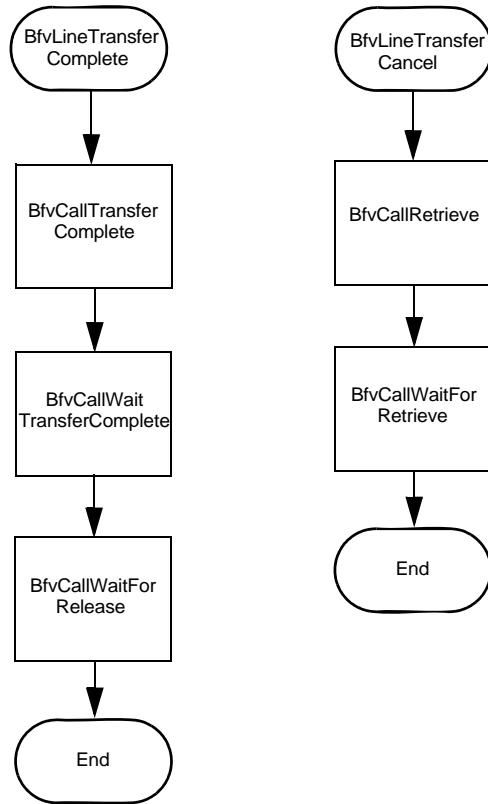 BfvLineTransfer
Complete
BfvCallTransfer
Complete
BfvCallWait
TransferComplete
BfvCallWaitFor
Release
End
BfvLineTransfer
Cancel
BfvCallRetrieve
BfvCallWaitFor
Retrieve
End